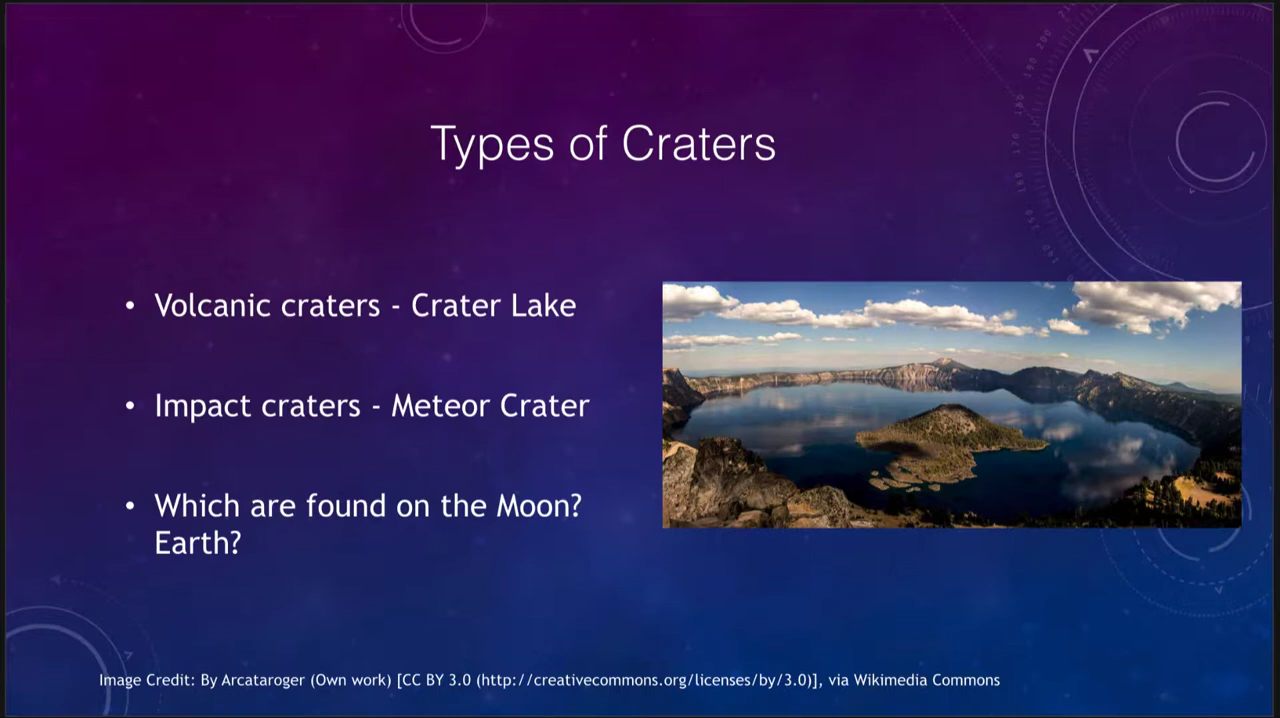 Types of Craters
• Volcanic craters - Crater Lake
• Impact craters - Meteor Crater
• Which are found on the Moon?
Earth?
Image Credit: By Arcataroger (Own work) [CC BY 3.0 (http://creativecommons.org/licenses/by/3.0)], via Wikimedia Commons